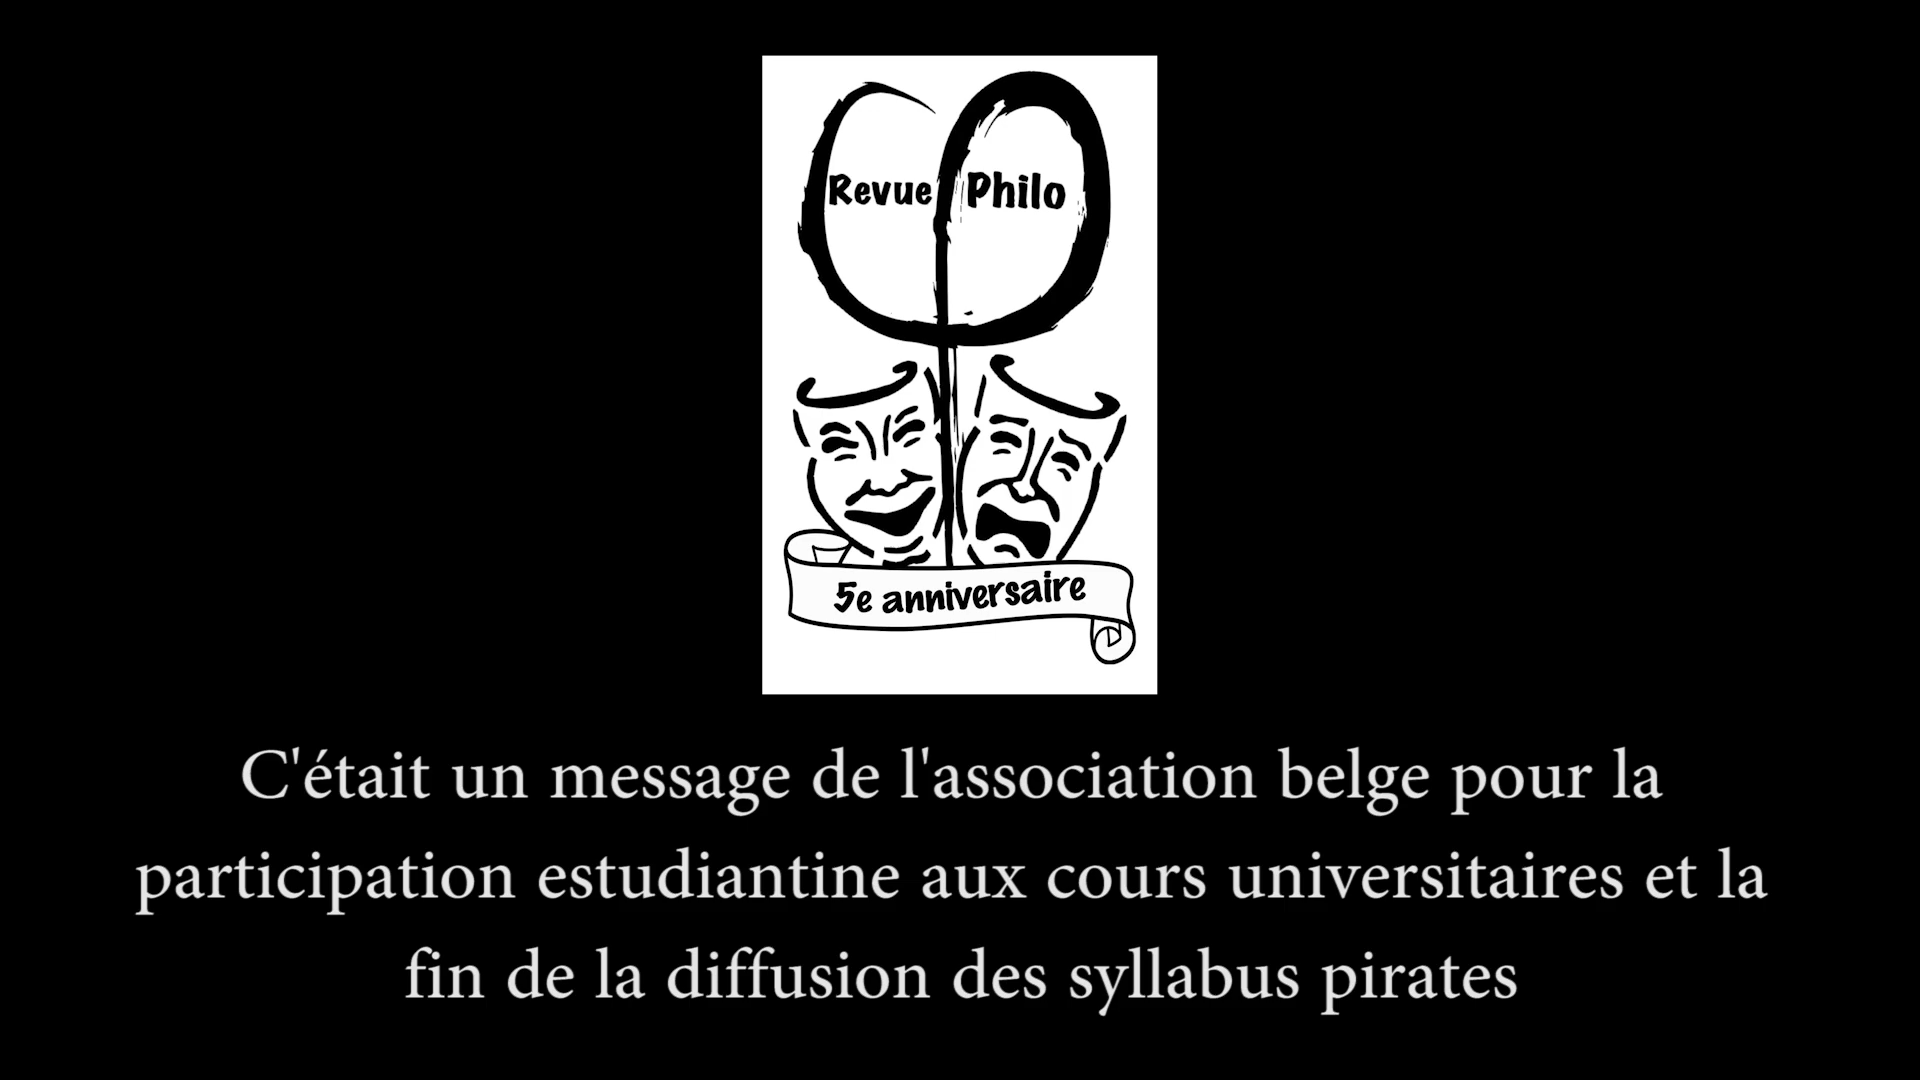 Revue Philo
5e anniversaire
C'était un message de l'association belge pour la
participation estudiantine aux cours universitaires et la
fin de la diffusion des syllabus pirates